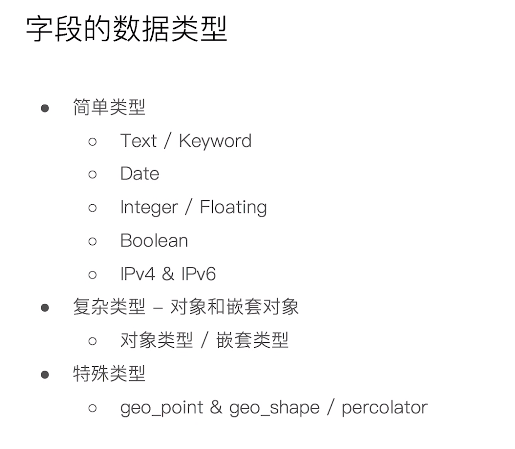 字段的数据类型
● 简单类型
○ Text / Keyword
○ Date
○ Integer / Floating
○ Boolean
○ IPv4 & IPv6
● 复杂类型 – 对象和嵌套对象
○ 对象类型 / 嵌套类型
● 特殊类型
○ geo_point & geo_shape / percolator